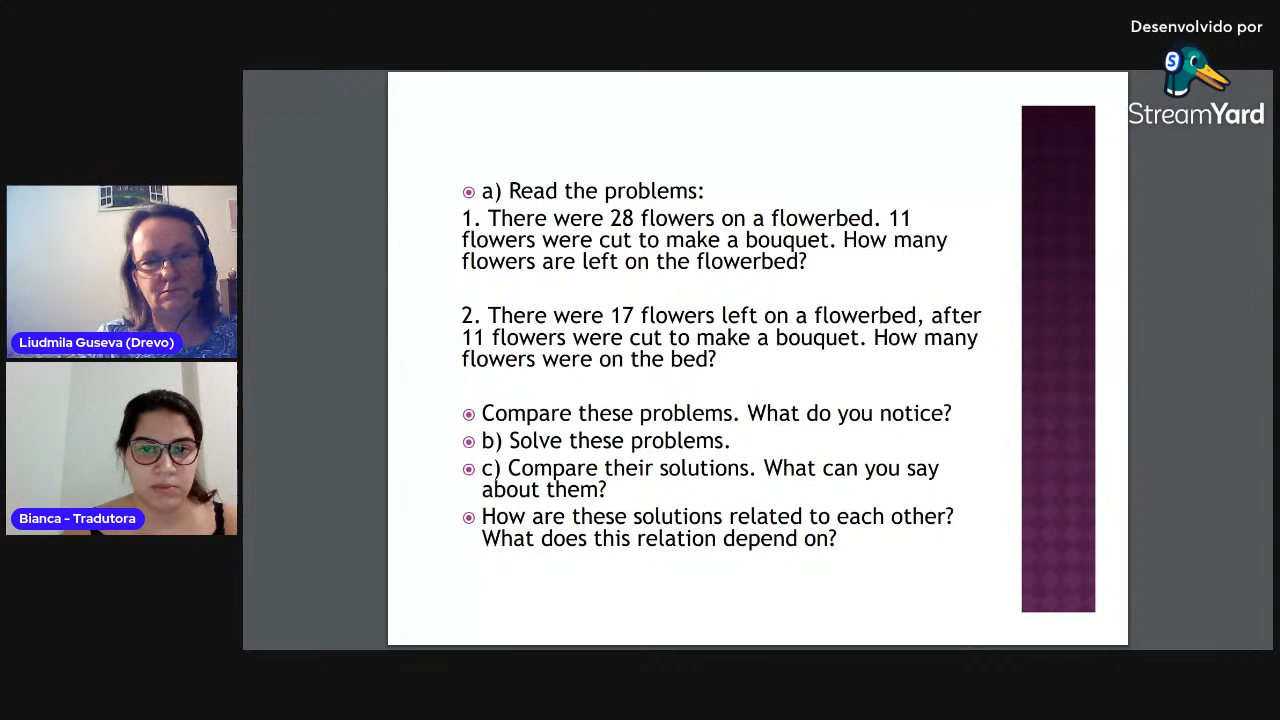 Desenvolvido por
S
StreamYard
a) Read the problems:
1. There were 28 flowers on a flowerbed. 11
flowers were cut to make a bouquet. How many
flowers are left on the flowerbed?
2. There were 17 flowers left on a flowerbed, after
11 flowers were cut to make a bouquet. How many
flowers were on the bed?
Compare these problems. What do you notice?
b) Solve these problems.
c) Compare their solutions. What can you say
about them?
How are these solutions related to each other?
What does this relation depend on?
Liudmila Guseva (Drevo)
Bianca - Tradutora